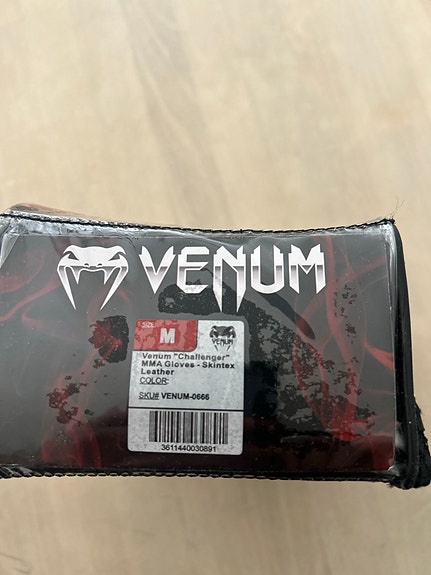 VENUM
SIZE: M
VENUM
Venum "Challenger"
MMA Gloves - Skintex
Leather
COLOR:
SKU# VENUM-0666
3611440030891